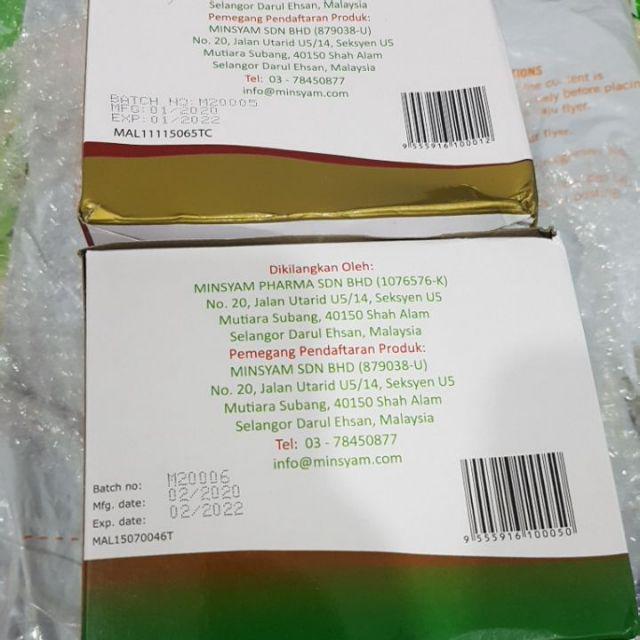 Selangor Darul Ehsan, Malaysia
Pemegang Pendaftaran Produk:
MINSYAM SDN BHD (879038-U)
No. 20, Jalan Utarid U5/14, Seksyen U5
Mutiara Subang, 40150 Shah Alam
Selangor Darul Ehsan, Malaysia
Tel: 03 - 78450877
info@minsyam.com
BATCH NO: M20005
MFG: 01/2020
EXP: 01/2022
MAL11115065TC
9 555916 100012
Dikilangkan Oleh:
MINSYAM PHARMA SDN BHD (1076576-K)
No. 20, Jalan Utarid U5/14, Seksyen U5
Mutiara Subang, 40150 Shah Alam
Selangor Darul Ehsan, Malaysia
Pemegang Pendaftaran Produk:
MINSYAM SDN BHD (879038-U)
No. 20, Jalan Utarid U5/14, Seksyen U5
Mutiara Subang, 40150 Shah Alam
Selangor Darul Ehsan, Malaysia
Tel: 03 - 78450877
info@minsyam.com
Batch no: M20006
Mfg. date: 02/2020
Exp. date: 02/2022
MAL15070046T
9 555916 100050
before placin
flyer.
flyer.